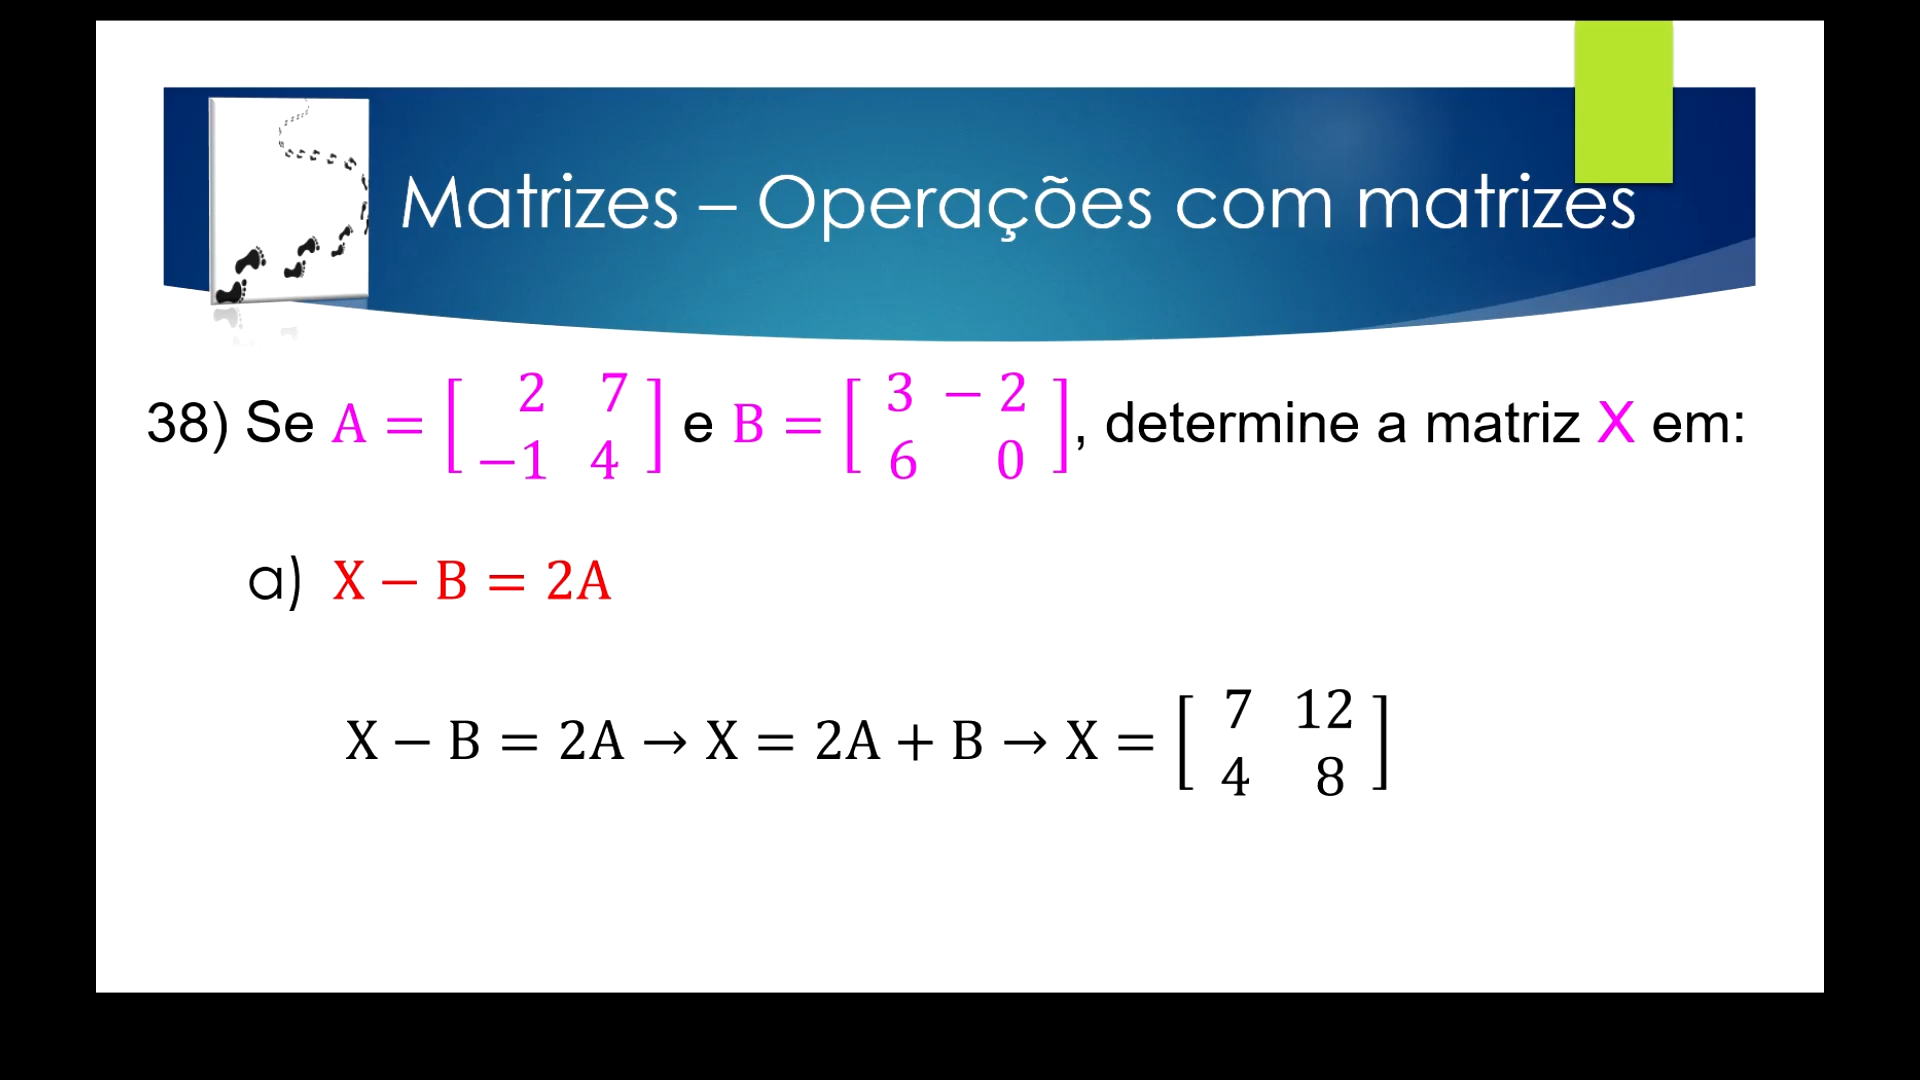 Matrizes – Operações com matrizes
38) Se A = [ 2 7 ; −1 4 ] e B = [ 3 − 2 ; 6 0 ], determine a matriz X em:
a) X − B = 2A
X − B = 2A → X = 2A + B → X = [ 7 12 ; 4 8 ]